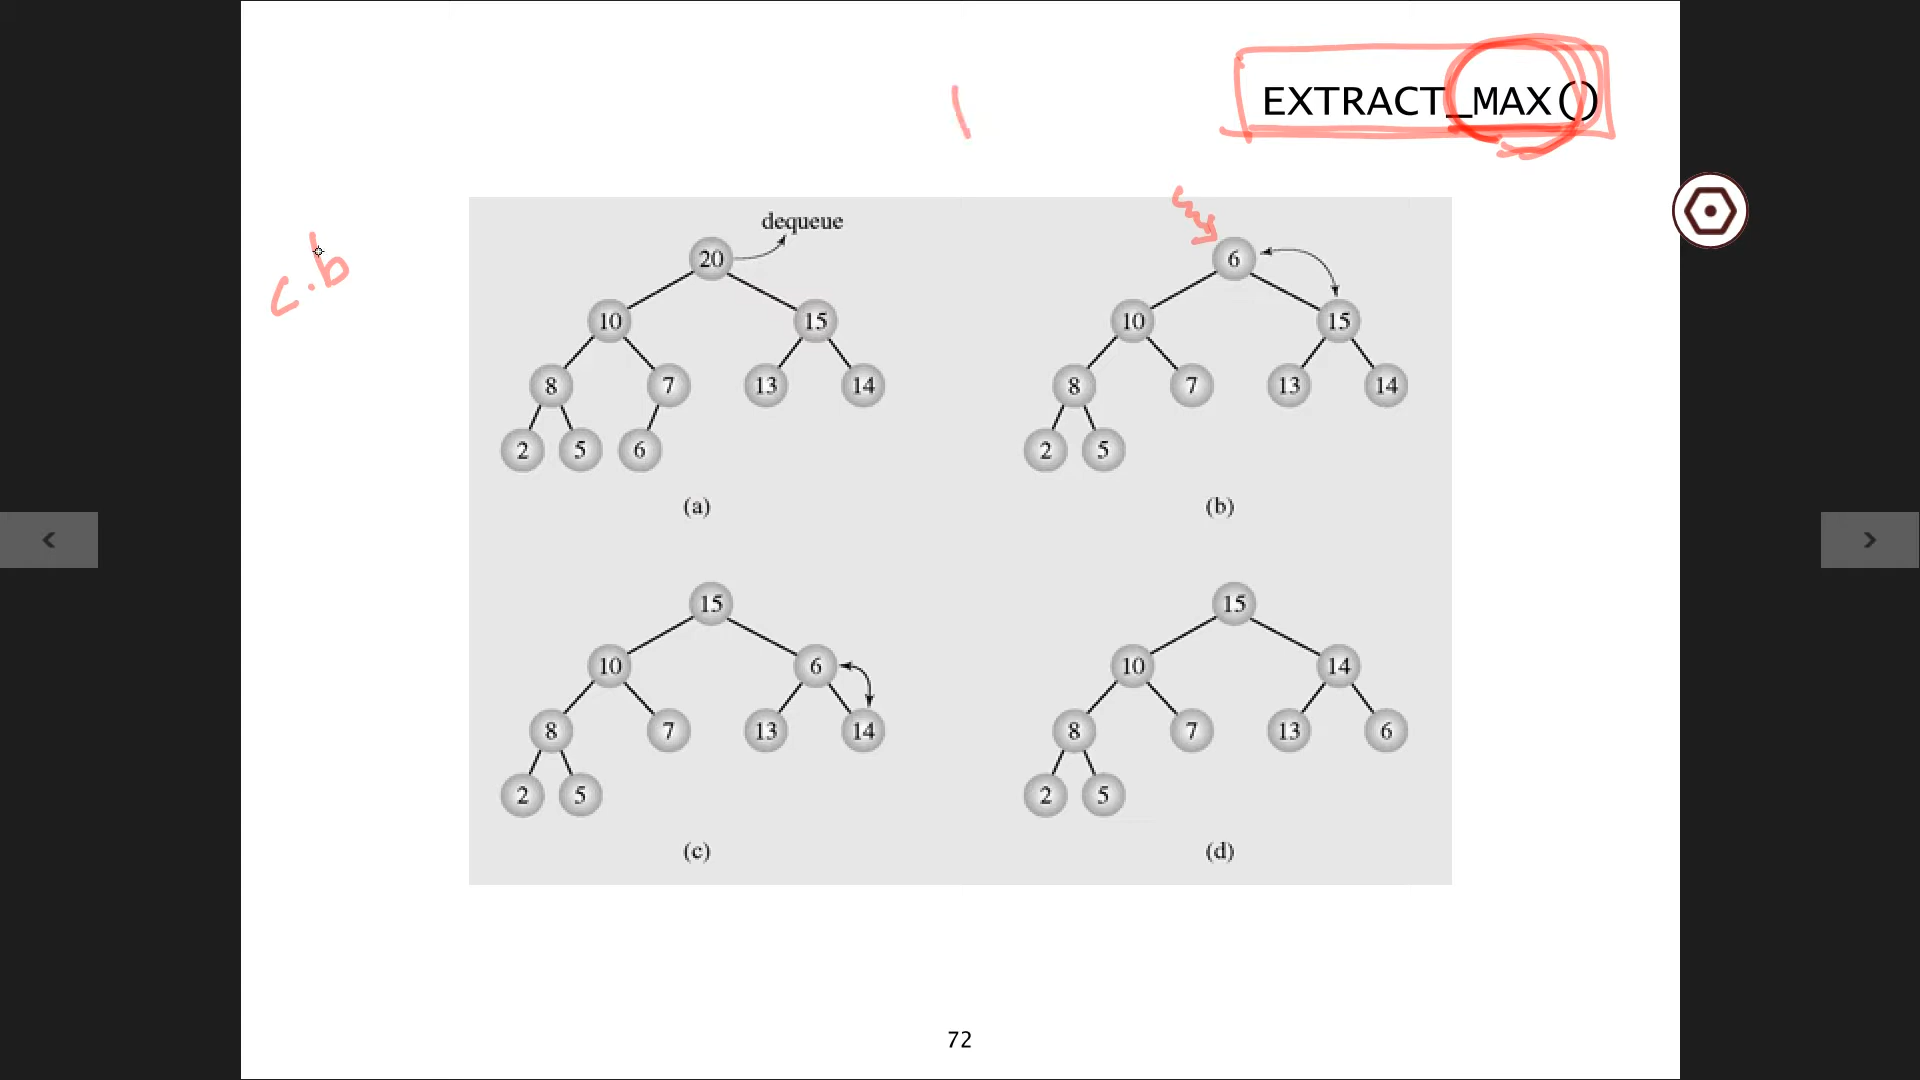 EXTRACT_MAX()
c.b
dequeue
20
10 15
8 7 13 14
2 5 6
(a)
6
10 15
8 7 13 14
2 5
(b)
15
10 6
8 7 13 14
2 5
(c)
15
10 14
8 7 13 6
2 5
(d)
72